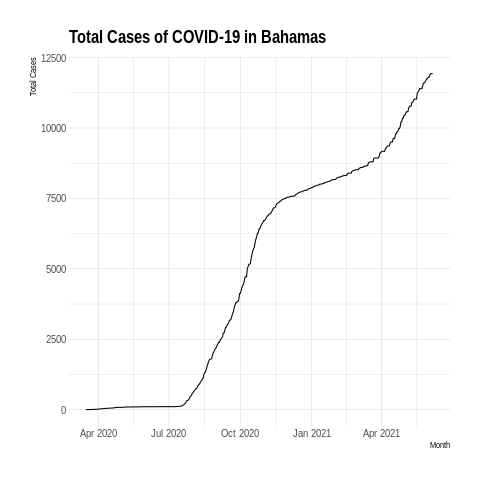 Total Cases of COVID-19 in Bahamas
Total Cases
12500
10000
7500
5000
2500
0
Apr 2020 Jul 2020 Oct 2020 Jan 2021 Apr 2021
Month